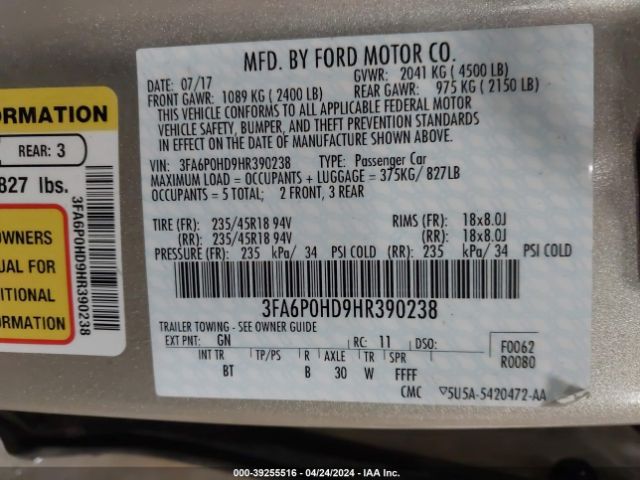 MFD. BY FORD MOTOR CO.
DATE: 07/17 GVWR: 2041 KG ( 4500 LB)
FRONT GAWR: 1089 KG ( 2400 LB) REAR GAWR: 975 KG ( 2150 LB)
THIS VEHICLE CONFORMS TO ALL APPLICABLE FEDERAL MOTOR
VEHICLE SAFETY, BUMPER, AND THEFT PREVENTION STANDARDS
IN EFFECT ON THE DATE OF MANUFACTURE SHOWN ABOVE.
VIN: 3FA6P0HD9HR390238 TYPE: Passenger Car
MAXIMUM LOAD = OCCUPANTS + LUGGAGE = 375KG/ 827LB
OCCUPANTS = 5 TOTAL; 2 FRONT, 3 REAR
TIRE (FR): 235/45R18 94V RIMS (FR): 18x8.0J
(RR): 235/45R18 94V (RR): 18x8.0J
PRESSURE (FR): 235 kPa/ 34 PSI COLD (RR): 235 kPa/ 34 PSI COLD
3FA6P0HD9HR390238
TRAILER TOWING - SEE OWNER GUIDE
EXT PNT: GN RC: 11 DSO: F0062
R0080
INT TR TP/PS R AXLE TR SPR
BT B 30 W FFFF
CMC 5U5A-5420472-AA
ORMATION
REAR: 3
827 lbs.
OWNERS
UAL FOR
ITIONAL
ORMATION
3FA6P0HD9HR390238
000-39255516 - 04/24/2024 - IAA Inc.